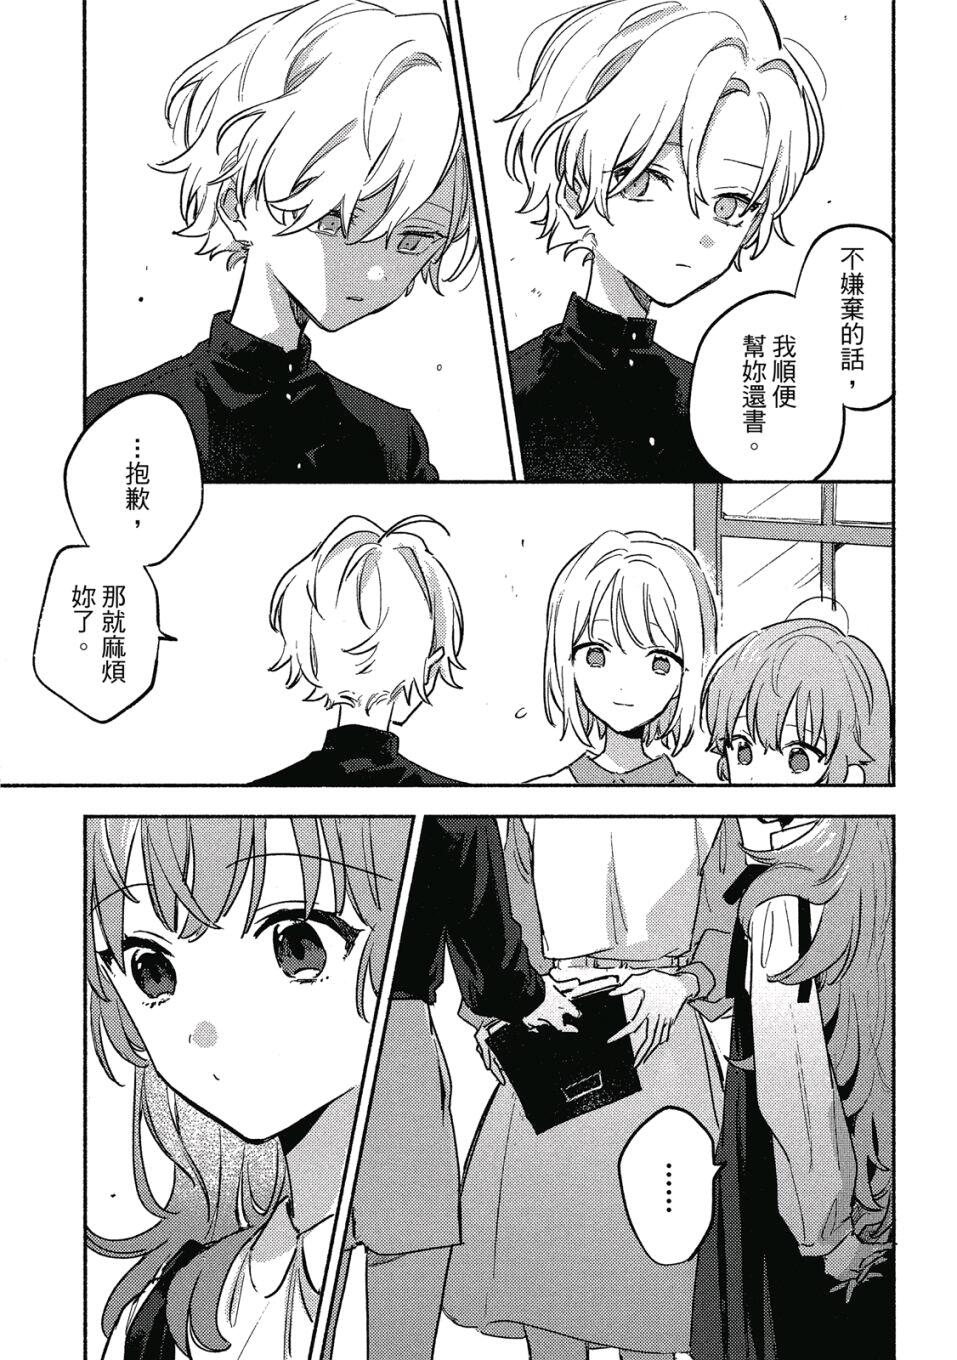 不嫌棄的話，
我順便
幫妳還書。
…抱歉，
那就麻煩
妳了。
……